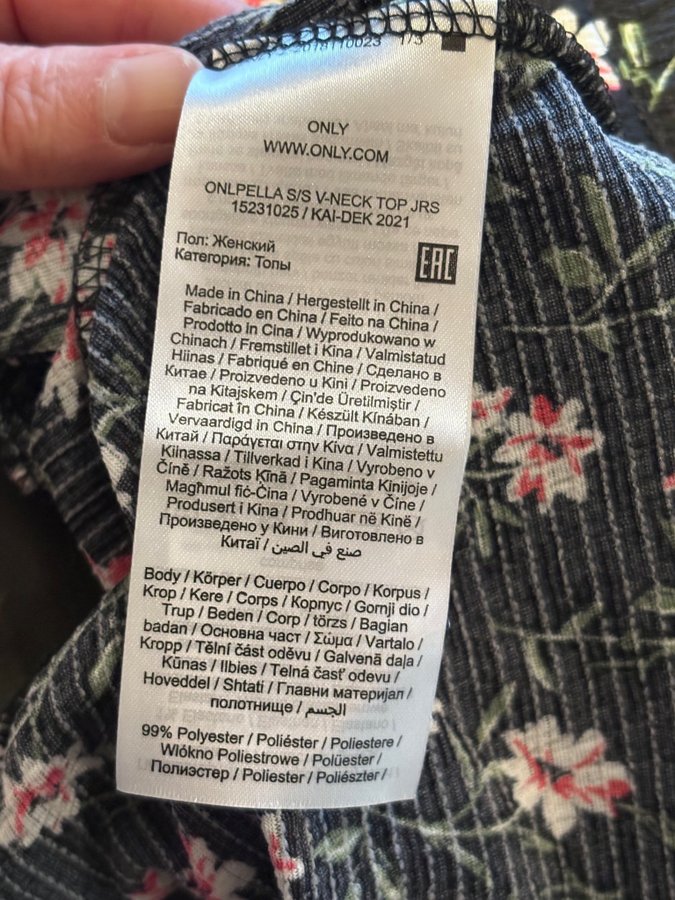 1/3
ONLY
WWW.ONLY.COM
ONLPELLA S/S V-NECK TOP JRS
15231025 / KAI-DEK 2021
Пол: Женский
Категория: Топы
EAC
Made in China / Hergestellt in China /
Fabricado en China / Feito na China /
Prodotto in Cina / Wyprodukowano w
Chinach / Fremstillet i Kina / Valmistatud
Hiinas / Fabriqué en Chine / Сделано в
Китае / Proizvedeno u Kini / Proizvedeno
na Kitajskem / Çin'de Üretilmiştir /
Fabricat în China / Készült Kínában /
Vervaardigd in China / Произведено в
Китай / Παράγεται στην Κίνα / Valmistettu
Kiinassa / Tillverkad i Kina / Vyrobeno v
Číně / Ražots Ķīnā / Pagaminta Kinijoje /
Magħmul fiċ-Ċina / Vyrobené v Číne /
Produsert i Kina / Prodhuar në Kinë /
Произведено у Кини / Виготовлено в
Китаї / صنع في الصين
Body / Körper / Cuerpo / Corpo / Korpus /
Krop / Kere / Corps / Корпус / Gornji dio /
Trup / Beden / Corp / törzs / Bagian
badan / Основна част / Σώμα / Vartalo /
Kropp / Tělní část oděvu / Galvenā daļa /
Kūnas / Ilbies / Telná časť odevu /
Hoveddel / Shtati / Главни материјал /
полотнище / الجسم
99% Polyester / Poliéster / Poliestere /
Włókno Poliestrowe / Polüester /
Полиэстер / Poliester / Poliészter /